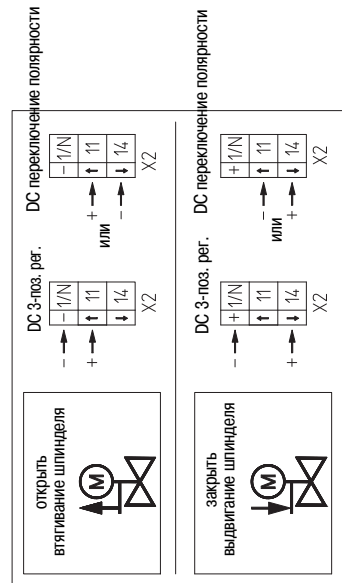 открыть
втягивание шпинделя
M
DC 3-поз. рег.
− → − 1/N
+ → ↑ 11
↓ 14
X2
DC переключение полярности
− 1/N
+ → ↑ 11
или
− → ↓ 14
X2
закрыть
выдвигание шпинделя
M
DC 3-поз. рег.
− → + 1/N
↑ 11
+ → ↓ 14
X2
DC переключение полярности
+ 1/N
− → ↑ 11
или
+ → ↓ 14
X2